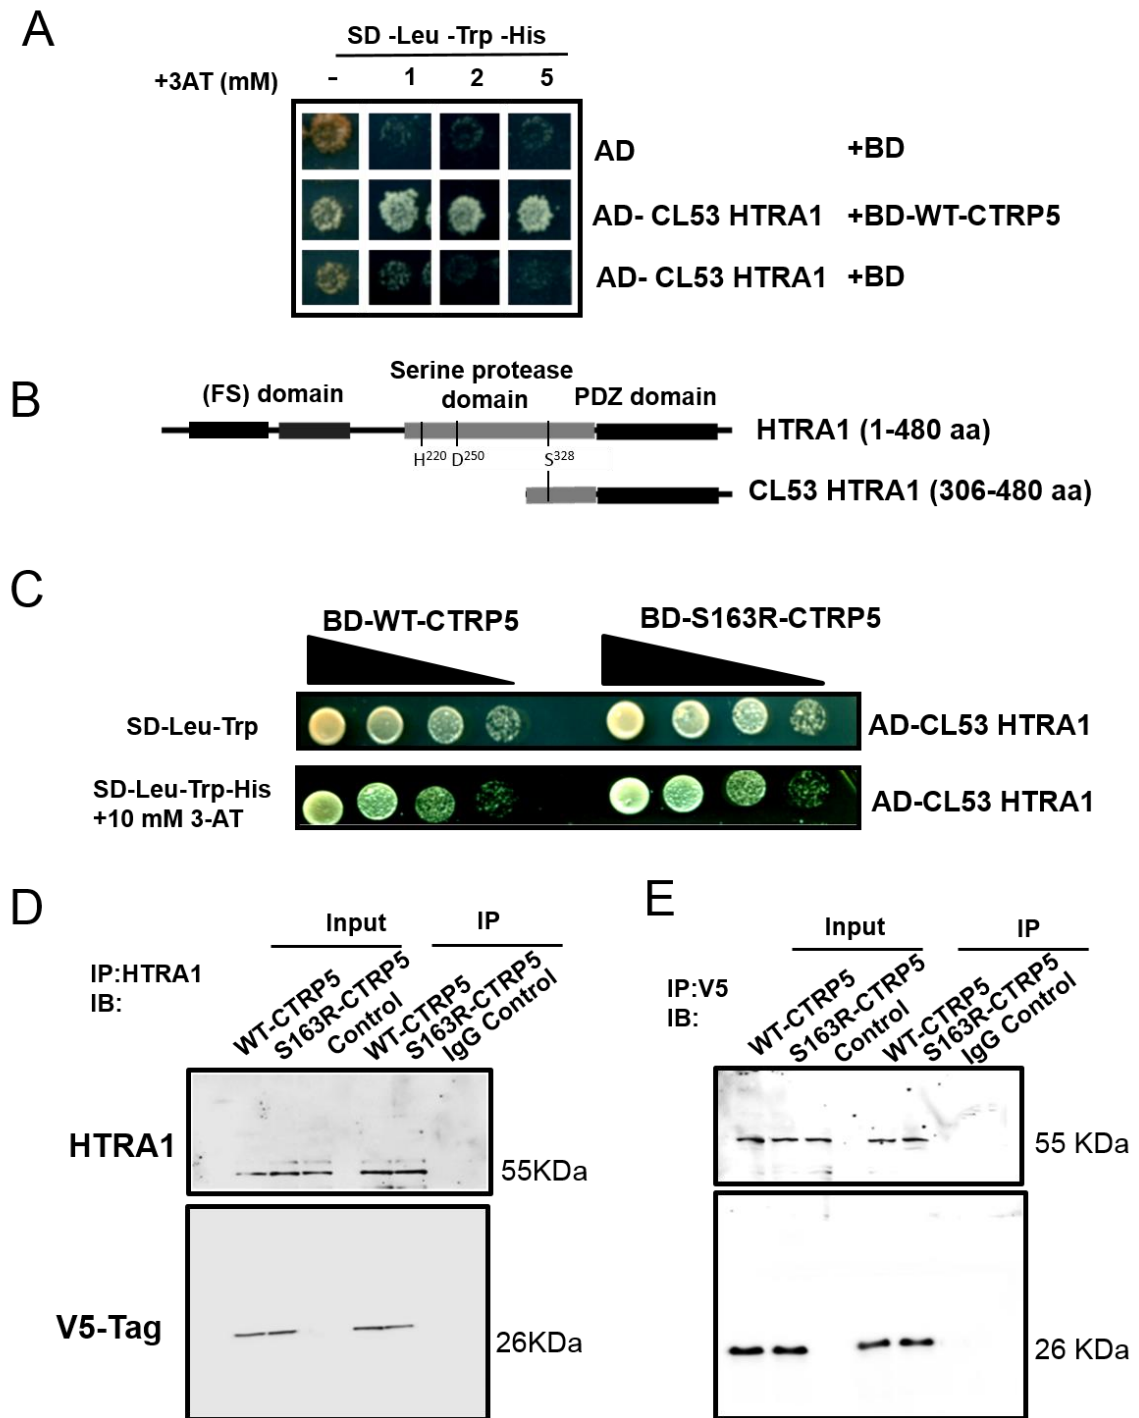 A
SD -Leu -Trp -His
+3AT (mM) - 1 2 5
AD +BD
AD- CL53 HTRA1 +BD-WT-CTRP5
AD- CL53 HTRA1 +BD
B
(FS) domain
Serine protease
domain
PDZ domain
HTRA1 (1-480 aa)
H220 D250 S328
CL53 HTRA1 (306-480 aa)
C
BD-WT-CTRP5 BD-S163R-CTRP5
SD-Leu-Trp AD-CL53 HTRA1
SD-Leu-Trp-His
+10 mM 3-AT
AD-CL53 HTRA1
D
Input IP
IP:HTRA1
IB:
WT-CTRP5
S163R-CTRP5
Control
WT-CTRP5
S163R-CTRP5
IgG Control
HTRA1 55KDa
V5-Tag 26KDa
E
Input IP
IP:V5
IB:
WT-CTRP5
S163R-CTRP5
Control
WT-CTRP5
S163R-CTRP5
IgG Control
55 KDa
26 KDa